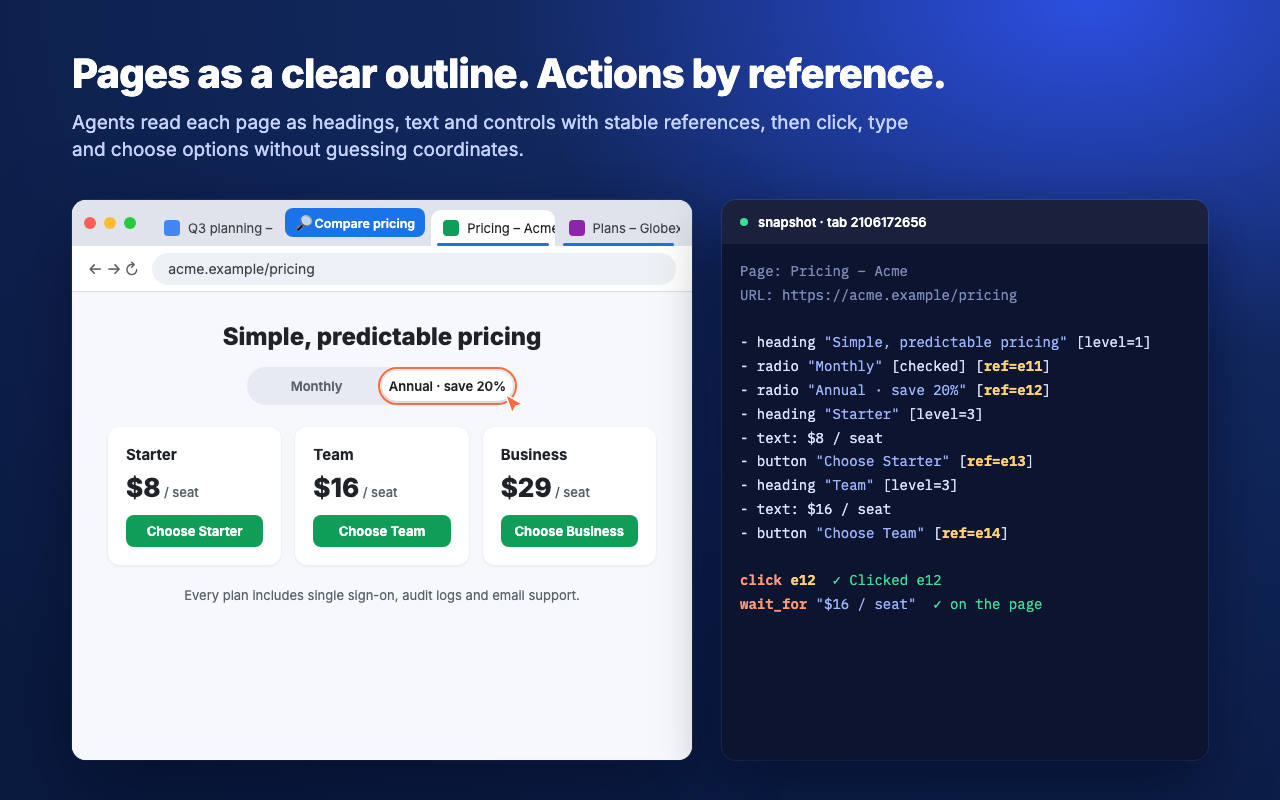 Pages as a clear outline. Actions by reference.
Agents read each page as headings, text and controls with stable references, then click, type
and choose options without guessing coordinates.
Q3 planning –
🔎 Compare pricing
Pricing – Acme
Plans – Globex
acme.example/pricing
Simple, predictable pricing
Monthly
Annual · save 20%
Starter
$8 / seat
Choose Starter
Team
$16 / seat
Choose Team
Business
$29 / seat
Choose Business
Every plan includes single sign-on, audit logs and email support.
snapshot · tab 2106172656
Page: Pricing – Acme
URL: https://acme.example/pricing
- heading "Simple, predictable pricing" [level=1]
- radio "Monthly" [checked] [ref=e11]
- radio "Annual · save 20%" [ref=e12]
- heading "Starter" [level=3]
- text: $8 / seat
- button "Choose Starter" [ref=e13]
- heading "Team" [level=3]
- text: $16 / seat
- button "Choose Team" [ref=e14]
click e12 ✓ Clicked e12
wait_for "$16 / seat" ✓ on the page